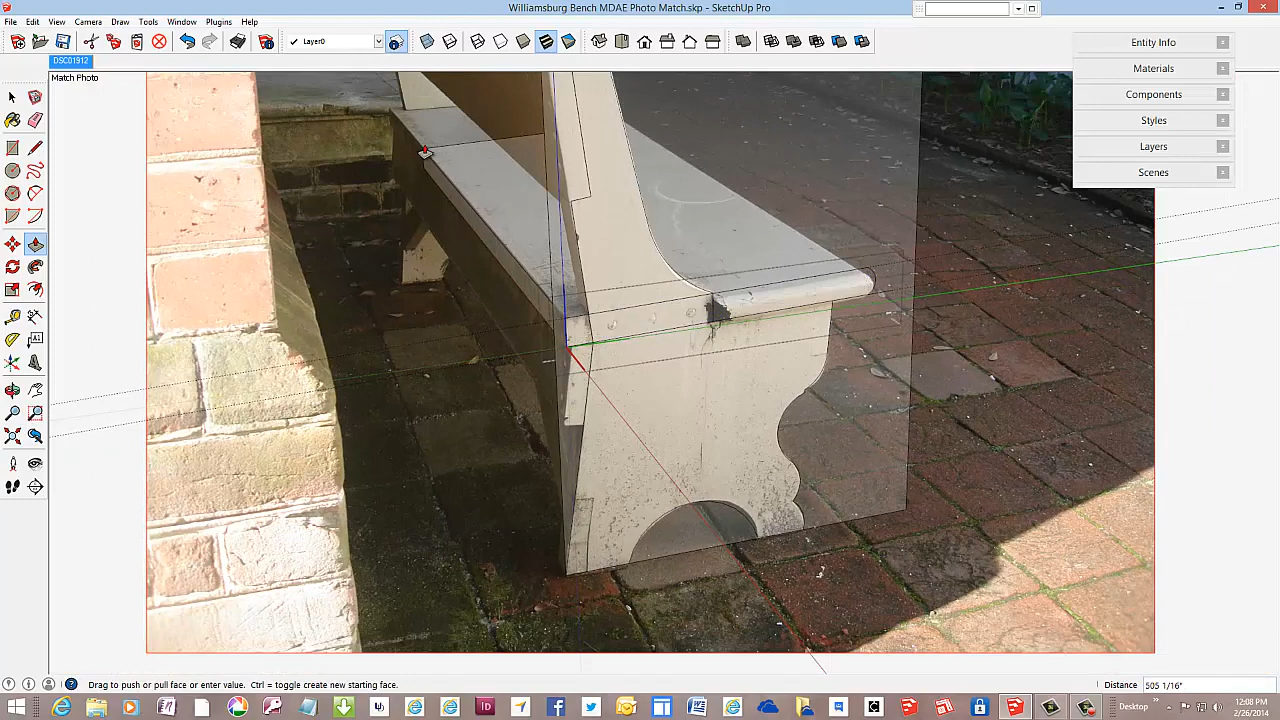 Williamsburg Bench MDAE Photo Match.skp - SketchUp Pro
File Edit View Camera Draw Tools Window Plugins Help
Layer0
DSC01912
Match Photo
Entity Info
Materials
Components
Styles
Layers
Scenes
Drag to push or pull face or enter value. Ctrl = toggle create new starting face.
Distance 505 1/16"
Desktop
12:08 PM
2/26/2014